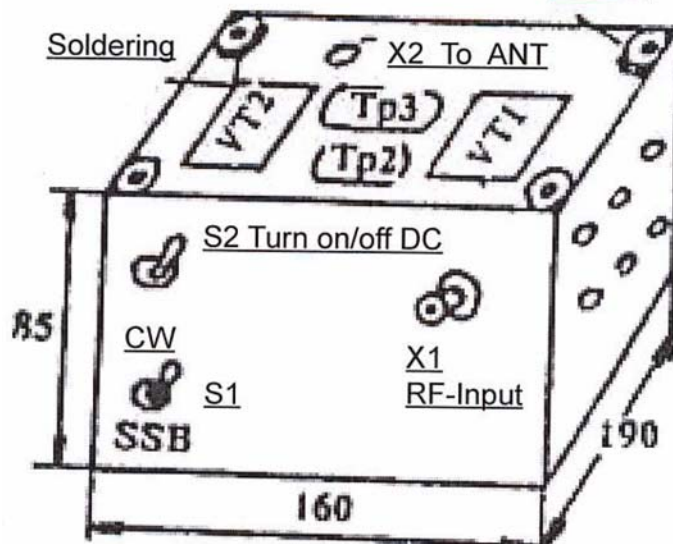 Soldering
X2 To ANT
VT2
Tp3
VT1
(Tp2)
S2 Turn on/off DC
85
CW
X1
S1
RF-Input
SSB
190
160